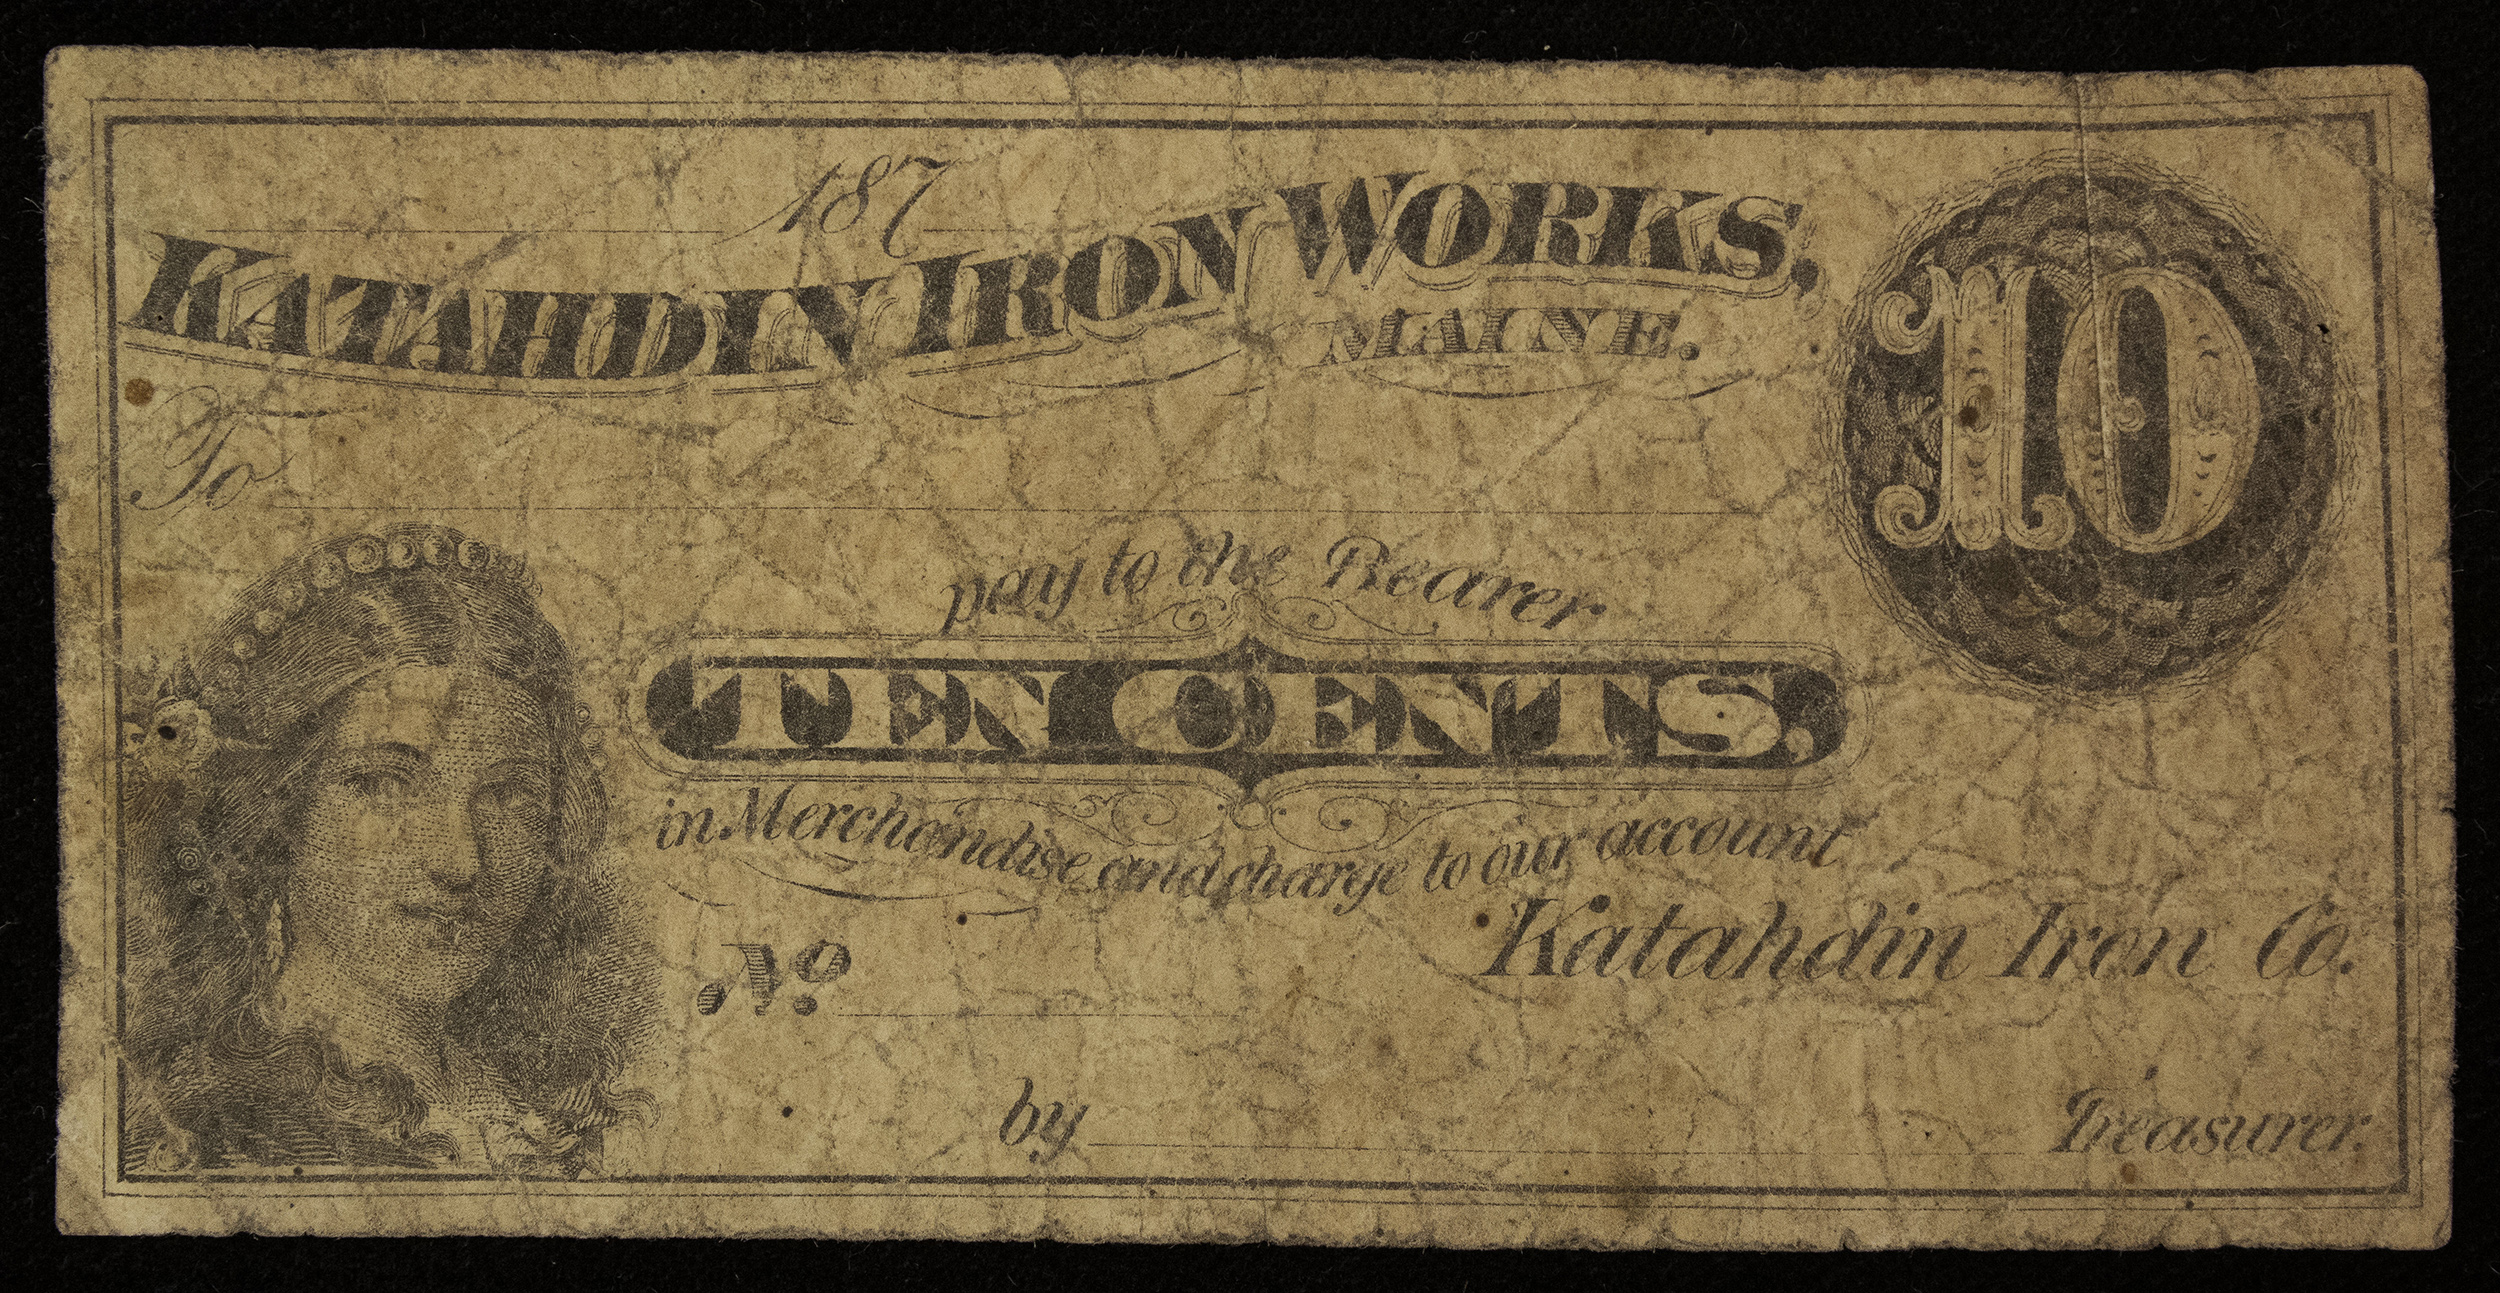 187
KATAHDIN IRON WORKS,
MAINE.
10
To
pay to the Bearer
TEN CENTS,
in Merchandise and charge to our account
Katahdin Iron Co.
No.
by Treasurer.